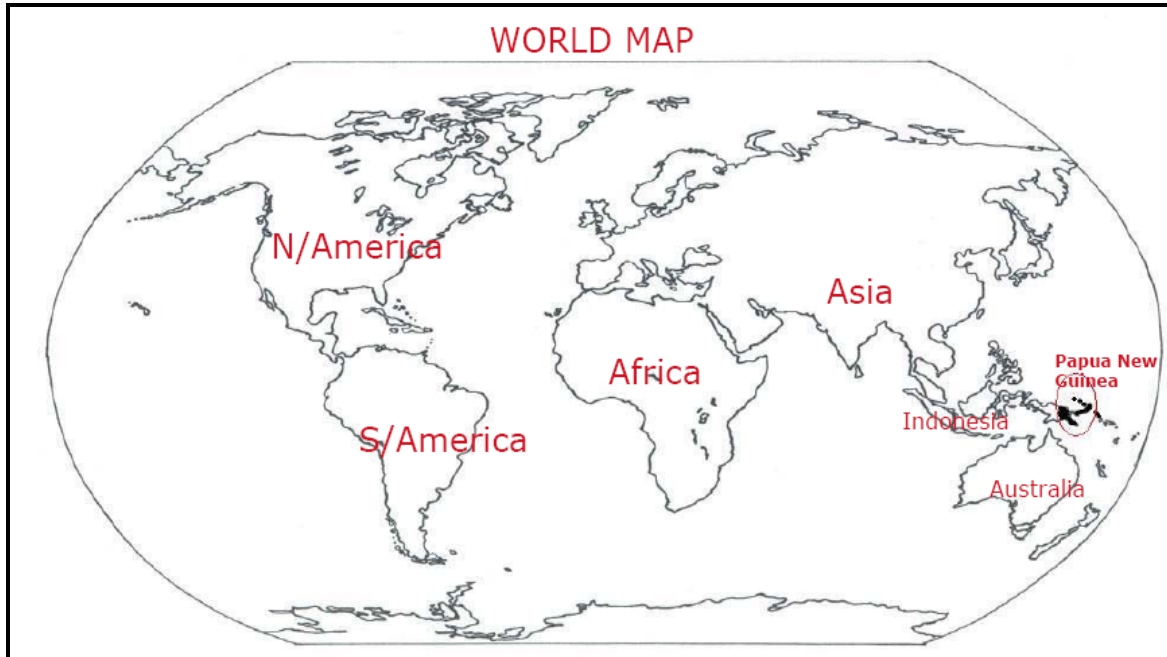 WORLD MAP
N/America
Asia
Africa
Papua New
Guinea
Indonesia
S/America
Australia